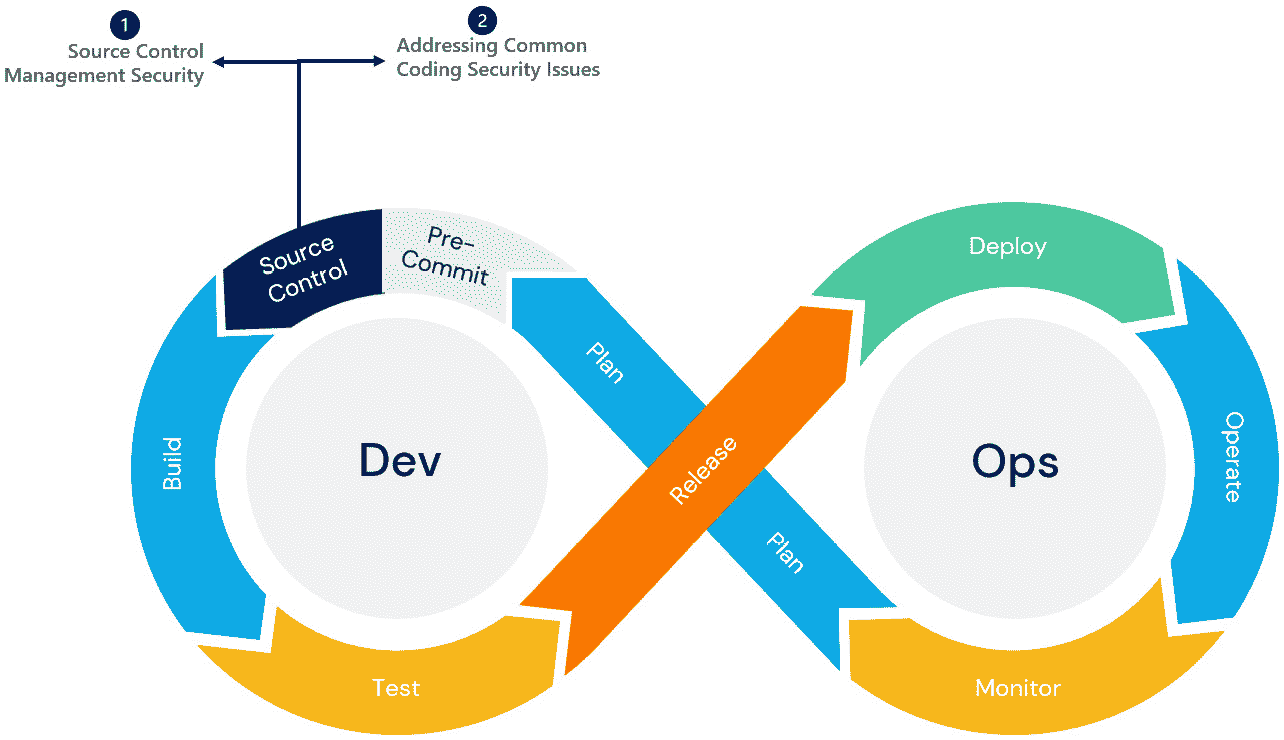 1
Source Control
Management Security
2
Addressing Common
Coding Security Issues
Source
Control
Pre-
Commit
Plan
Build
Dev
Test
Release
Plan
Deploy
Operate
Ops
Monitor